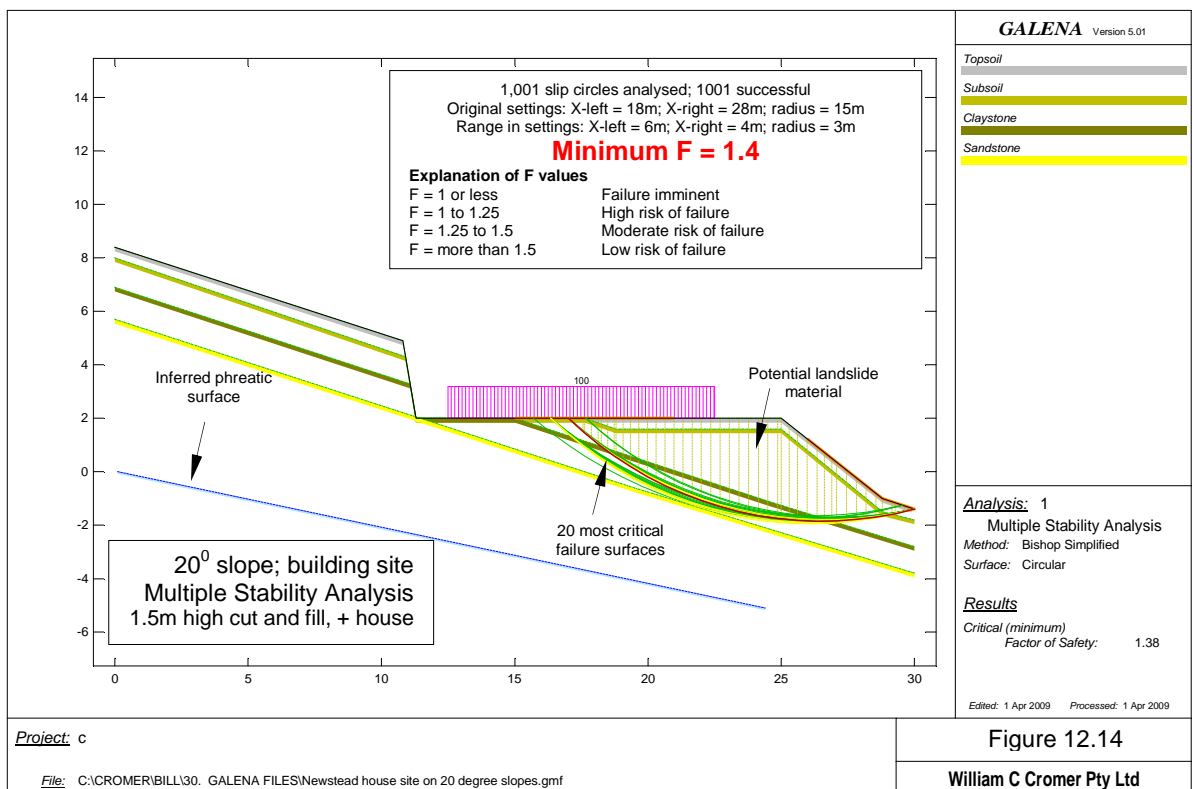 GALENA Version 5.01
Topsoil
Subsoil
Claystone
Sandstone
1,001 slip circles analysed; 1001 successful
Original settings: X-left = 18m; X-right = 28m; radius = 15m
Range in settings: X-left = 6m; X-right = 4m; radius = 3m
Minimum F = 1.4
Explanation of F values
F = 1 or less Failure imminent
F = 1 to 1.25 High risk of failure
F = 1.25 to 1.5 Moderate risk of failure
F = more than 1.5 Low risk of failure
14
12
10
8
6
4
2
0
-2
-4
-6
Inferred phreatic
surface
100
Potential landslide
material
20 most critical
failure surfaces
20⁰ slope; building site
Multiple Stability Analysis
1.5m high cut and fill, + house
0
5
10
15
20
25
30
Analysis: 1
Multiple Stability Analysis
Method: Bishop Simplified
Surface: Circular
Results
Critical (minimum)
Factor of Safety: 1.38
Edited: 1 Apr 2009 Processed: 1 Apr 2009
Project: c
File: C:\CROMER\BILL\30. GALENA FILES\Newstead house site on 20 degree slopes.gmf
Figure 12.14
William C Cromer Pty Ltd